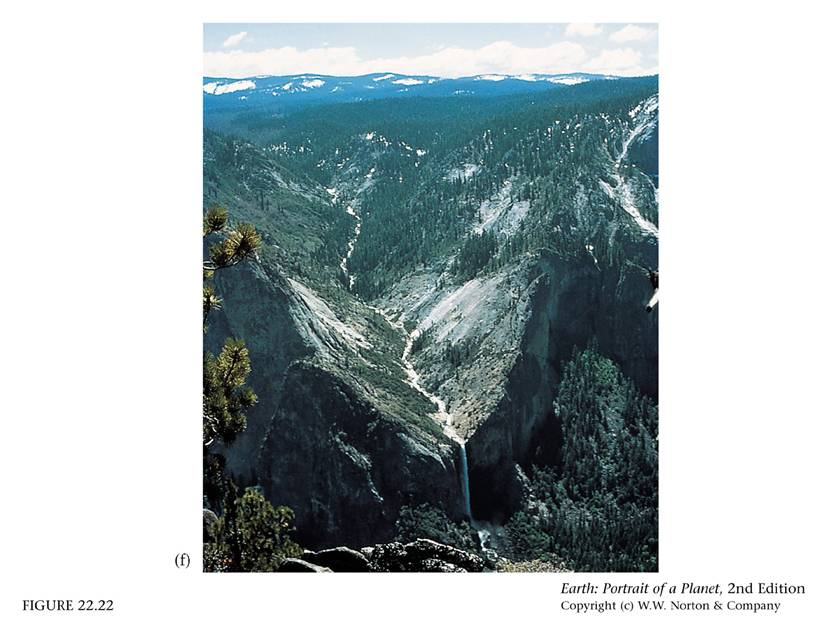 (f)
Earth: Portrait of a Planet, 2nd Edition
FIGURE 22.22
Copyright (c) W.W. Norton & Company